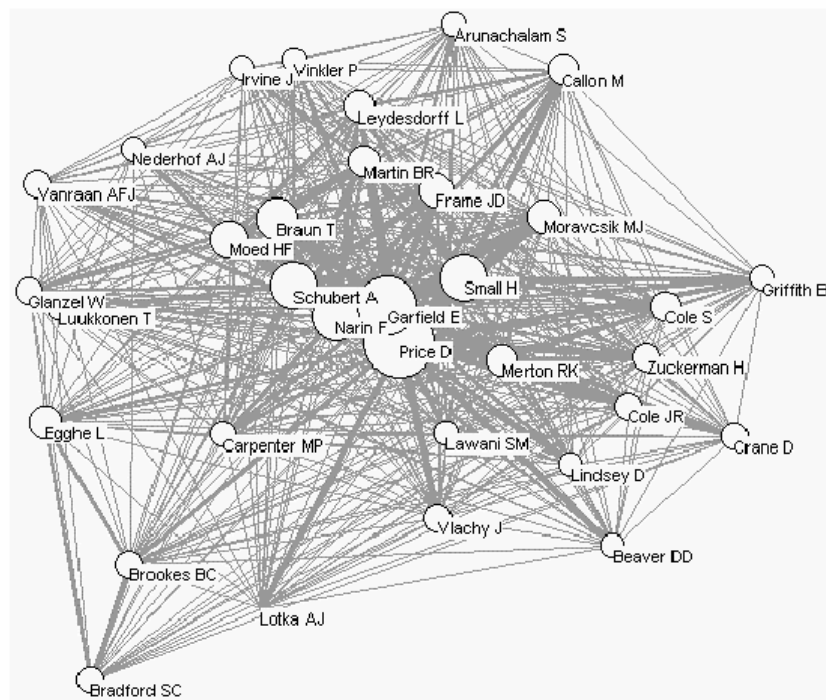 Arunachalam S
Vinkler P
Irvine J
Callon M
Leydesdorff L
Nederhof AJ
Martin BR
Vanraan AFJ
Frame JD
Braun T
Moravcsik MJ
Moed HF
Small H
Griffith B
Schubert A
Glanzel W
Cole S
Luukkonen T
Garfield E
Narin F
Price D
Merton RK
Zuckerman H
Cole JR
Egghe L
Carpenter MP
Lawani SM
Crane D
Lindsey D
Vlachy J
Beaver DD
Brookes BC
Lotka AJ
Bradford SC